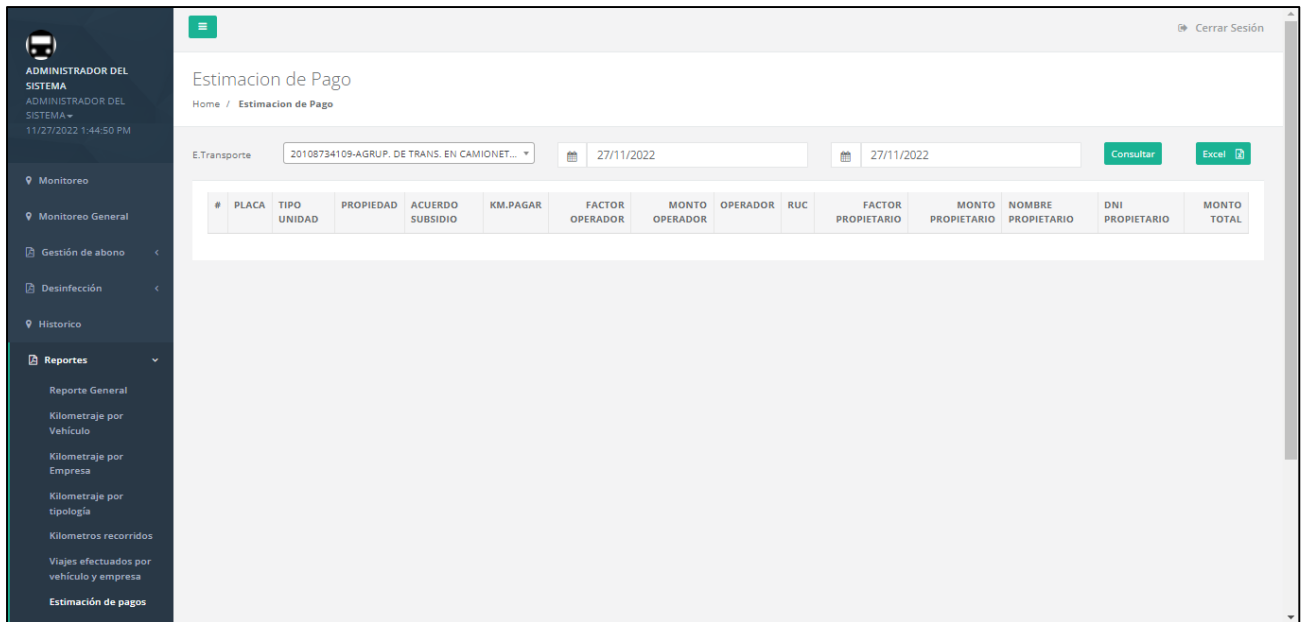 ADMINISTRADOR DEL
SISTEMA
ADMINISTRADOR DEL
SISTEMA
11/27/2022 1:44:50 PM
Monitoreo
Monitoreo General
Gestión de abono
Desinfección
Historico
Reportes
Reporte General
Kilometraje por
Vehículo
Kilometraje por
Empresa
Kilometraje por
tipología
Kilometros recorridos
Viajes efectuados por
vehículo y empresa
Estimación de pagos
Cerrar Sesión
Estimacion de Pago
Home / Estimacion de Pago
E.Transporte 20108734109-AGRUP. DE TRANS. EN CAMIONET... 27/11/2022 27/11/2022 Consultar Excel
# PLACA TIPO UNIDAD PROPIEDAD ACUERDO SUBSIDIO KM.PAGAR FACTOR OPERADOR MONTO OPERADOR OPERADOR RUC FACTOR PROPIETARIO MONTO PROPIETARIO NOMBRE PROPIETARIO DNI PROPIETARIO MONTO TOTAL